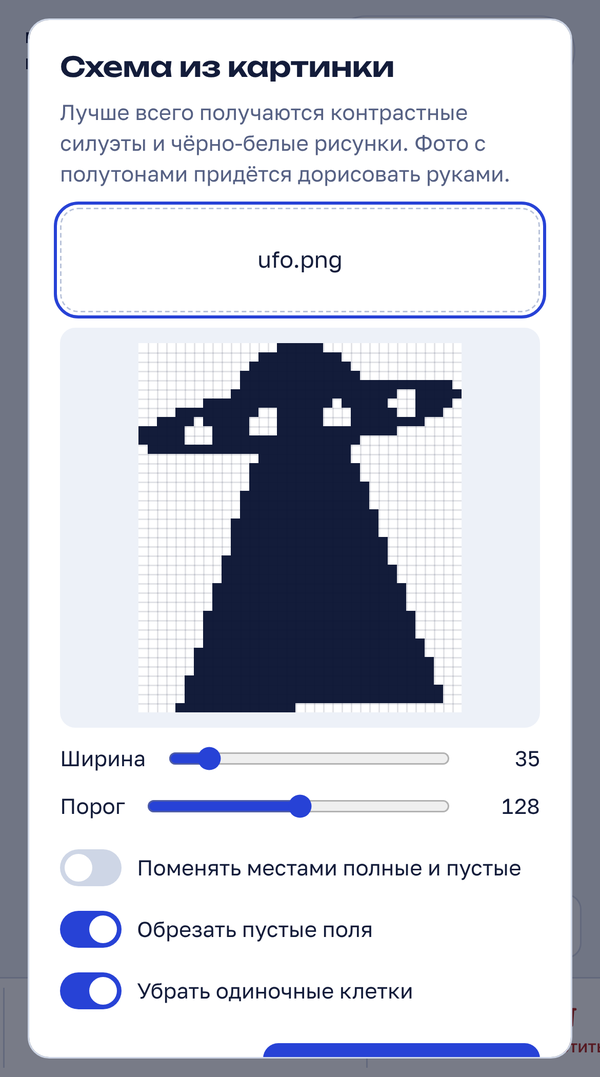 Схема из картинки
Лучше всего получаются контрастные
силуэты и чёрно-белые рисунки. Фото с
полутонами придётся дорисовать руками.
ufo.png
Ширина 35
Порог 128
Поменять местами полные и пустые
Обрезать пустые поля
Убрать одиночные клетки